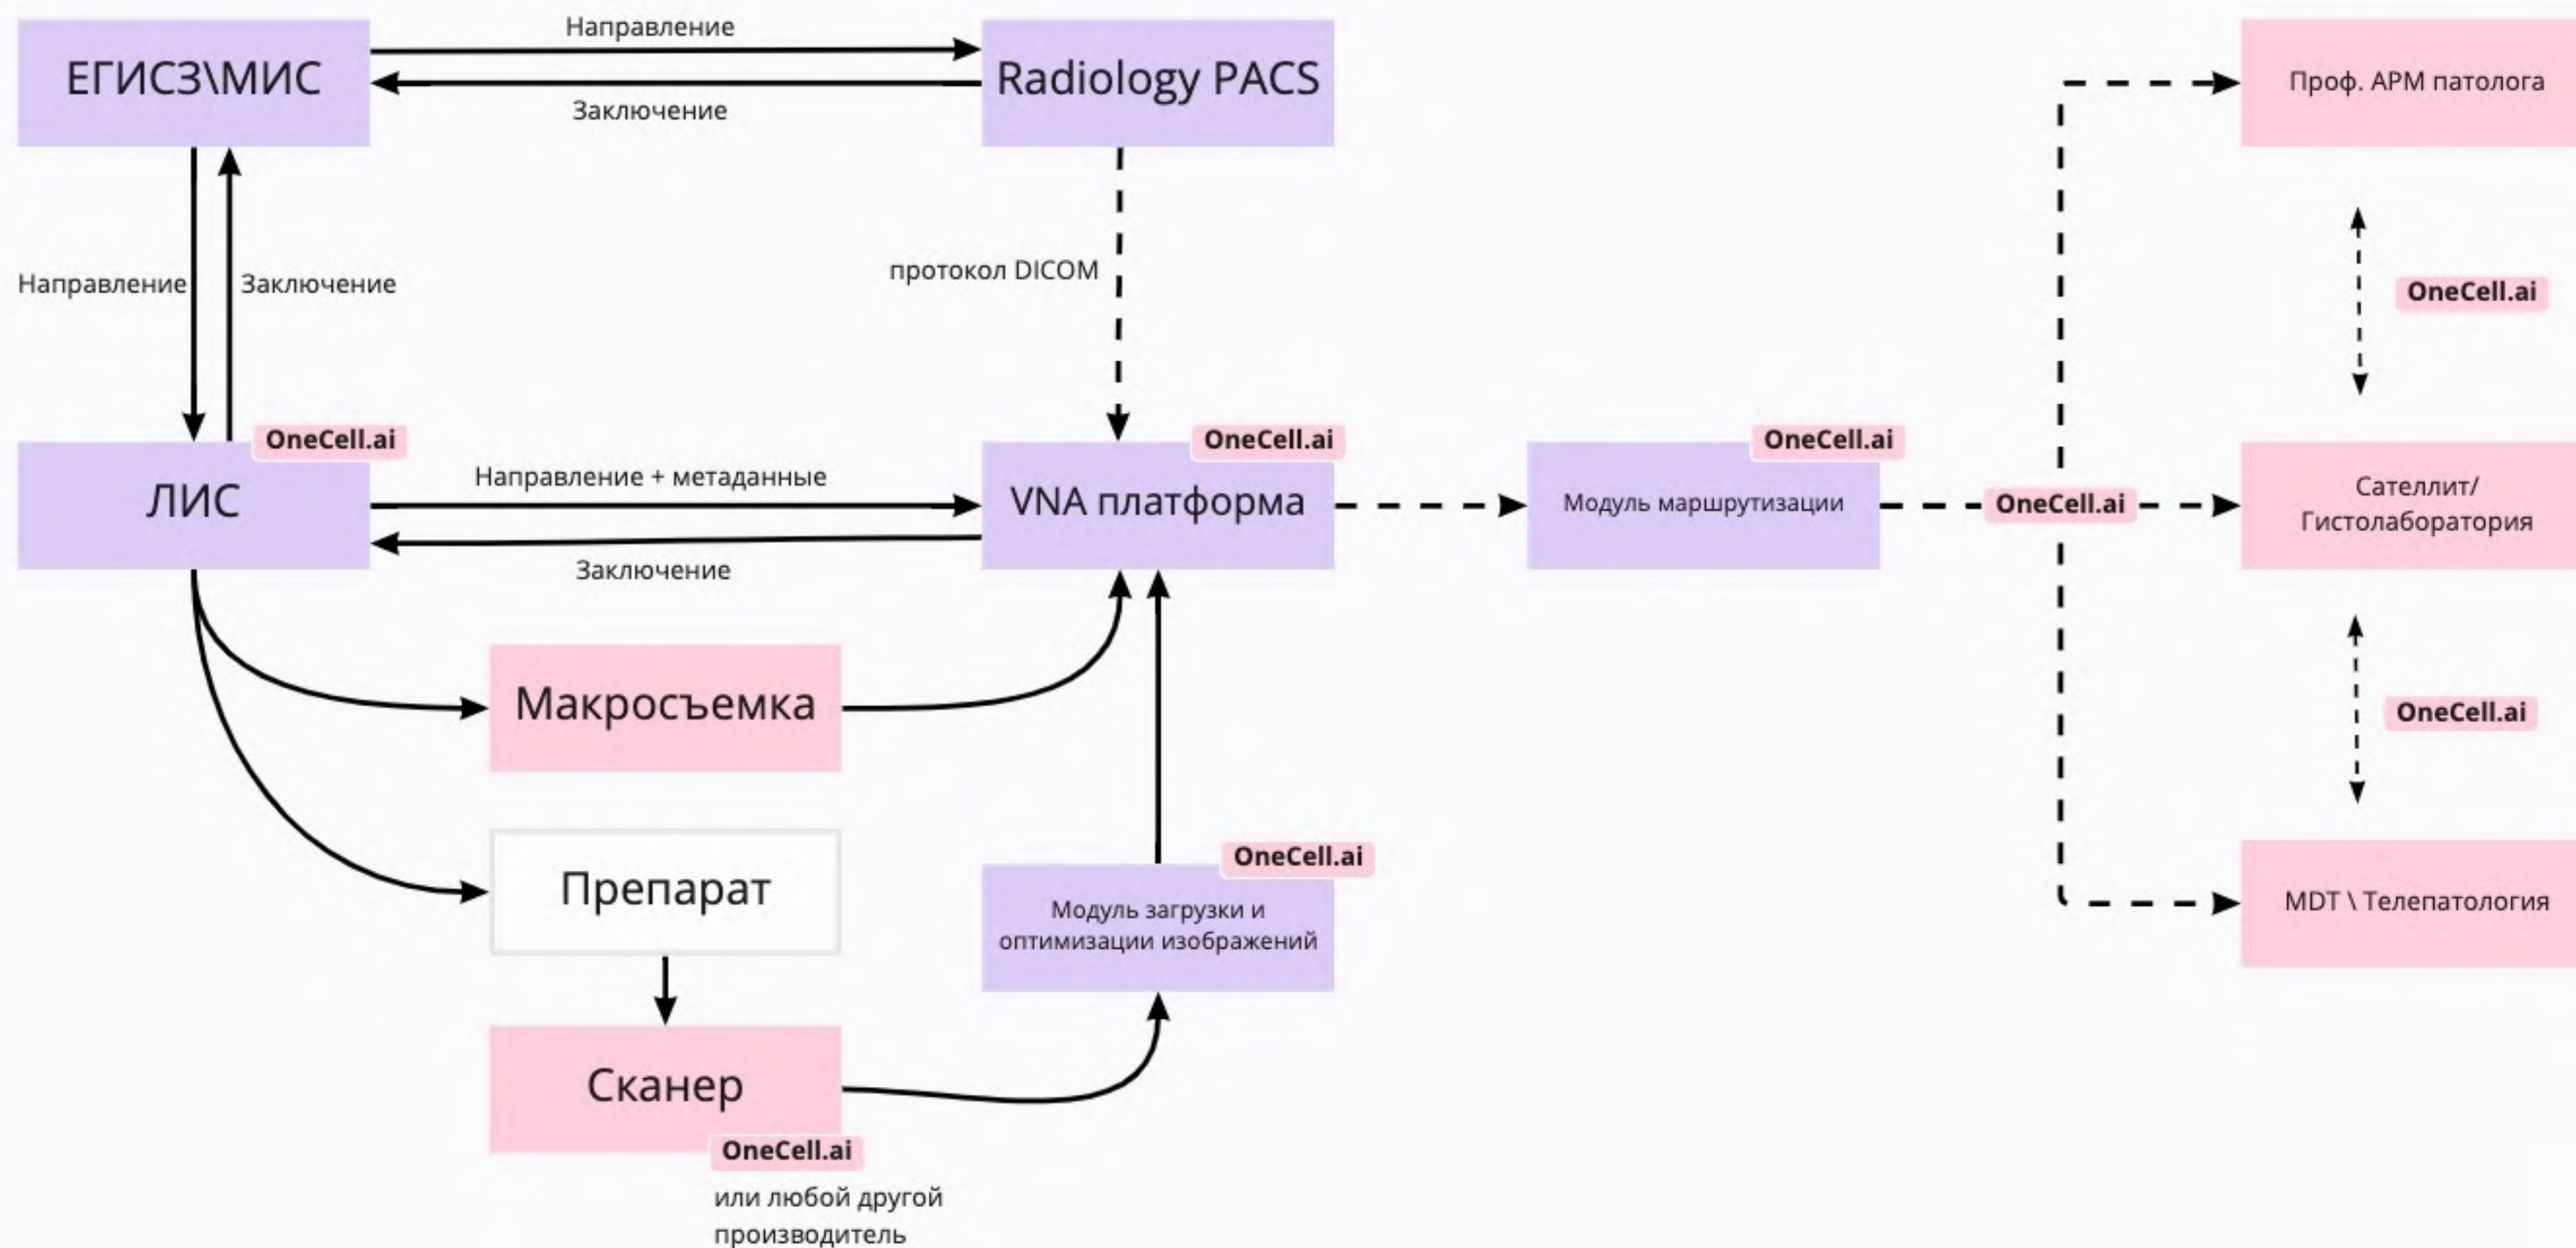 Направление
ЕГИСЗ\МИС
Radiology PACS
Заключение
Проф. АРМ патолога
Направление
Заключение
протокол DICOM
OneCell.ai
OneCell.ai
OneCell.ai
OneCell.ai
ЛИС
Направление + метаданные
VNA платформа
Модуль маршрутизации
OneCell.ai
Сателлит/
Гистолаборатория
Заключение
Макросъемка
OneCell.ai
Препарат
OneCell.ai
Модуль загрузки и
оптимизации изображений
MDT \ Телепатология
Сканер
OneCell.ai
или любой другой
производитель